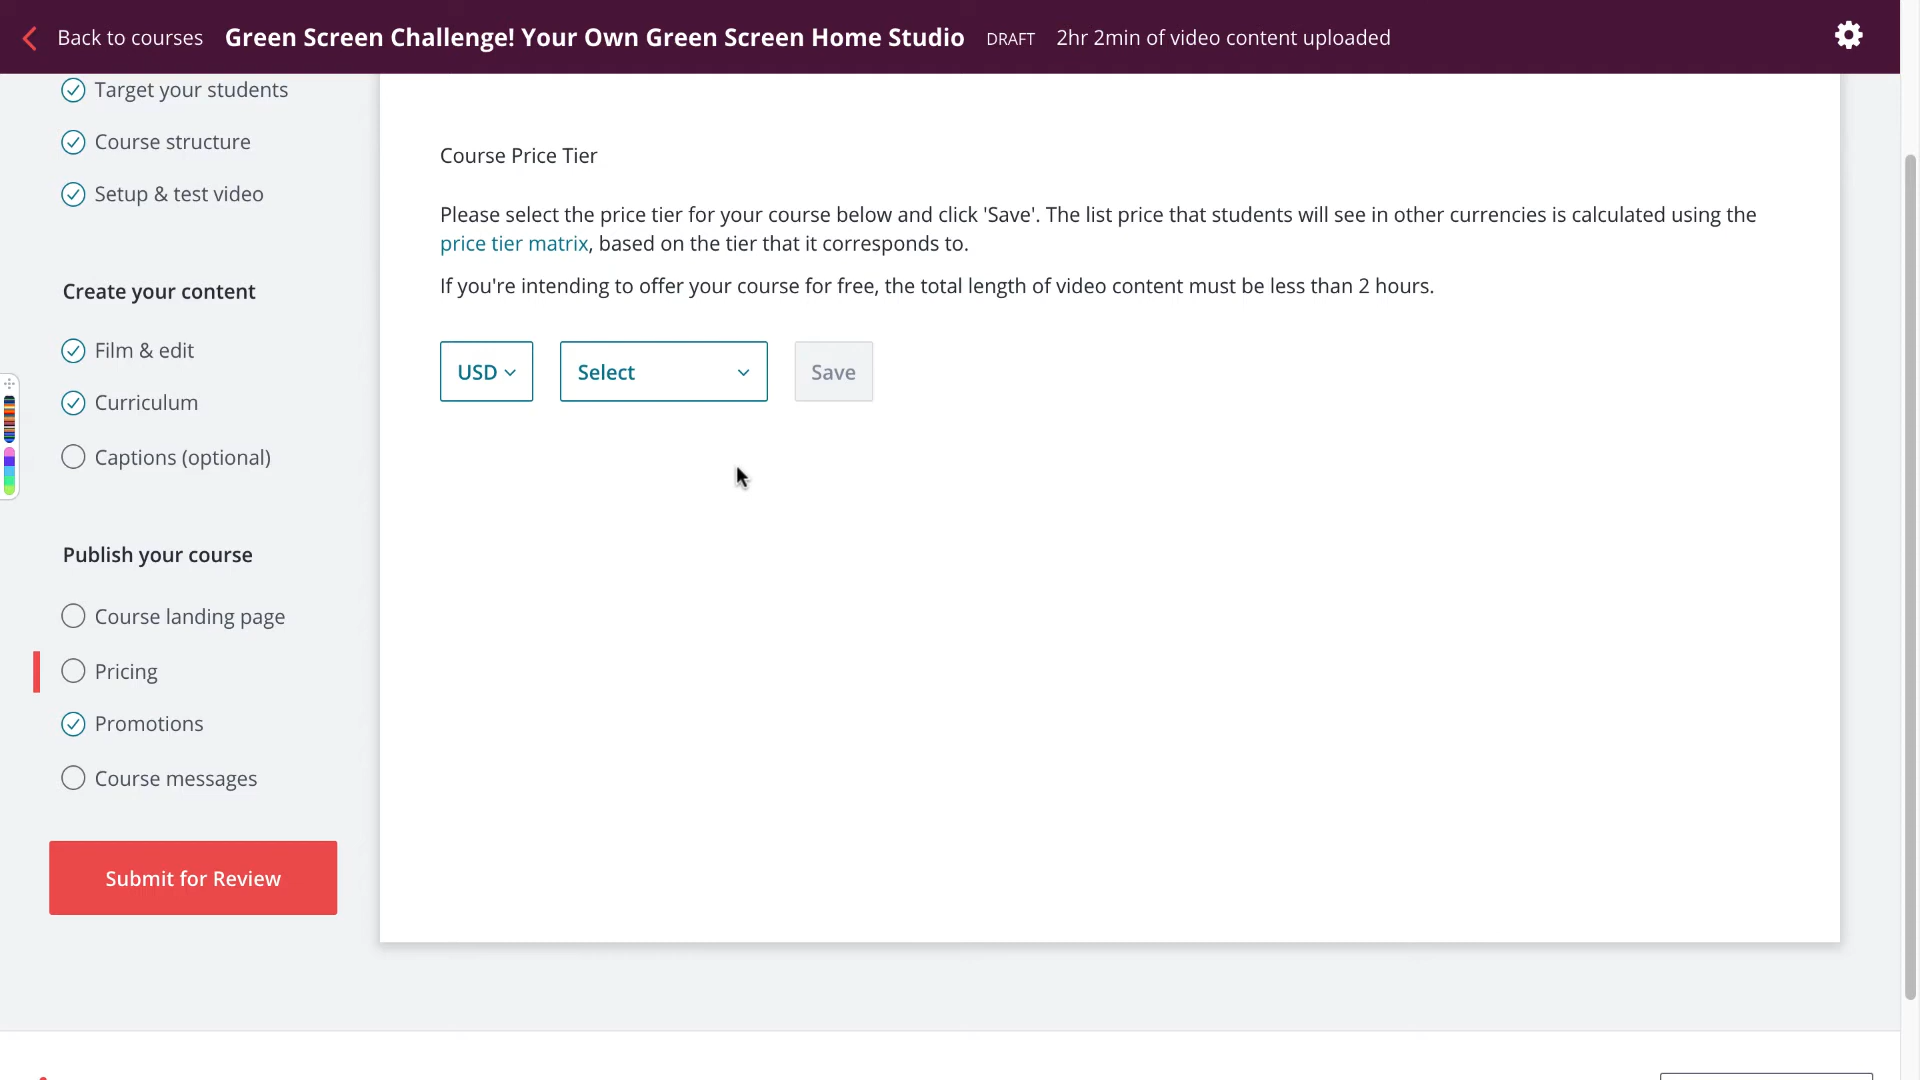 Back to courses
Green Screen Challenge! Your Own Green Screen Home Studio
DRAFT
2hr 2min of video content uploaded
Target your students
Course structure
Setup & test video
Create your content
Film & edit
Curriculum
Captions (optional)
Publish your course
Course landing page
Pricing
Promotions
Course messages
Submit for Review
Course Price Tier
Please select the price tier for your course below and click 'Save'. The list price that students will see in other currencies is calculated using the
price tier matrix, based on the tier that it corresponds to.
If you're intending to offer your course for free, the total length of video content must be less than 2 hours.
USD
Select
Save